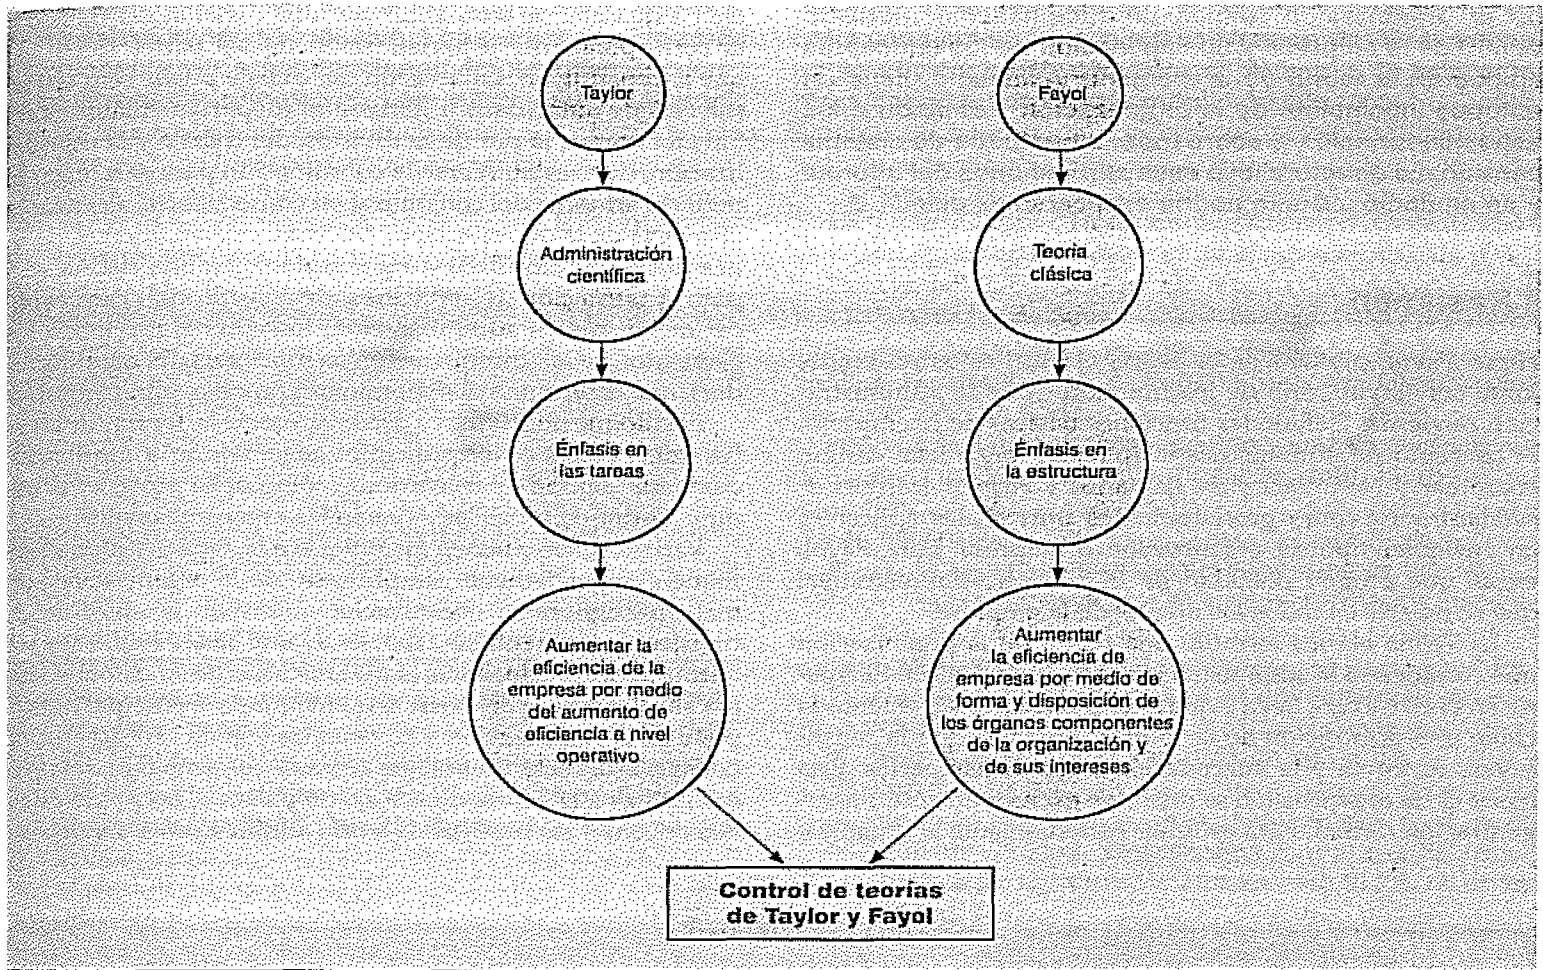 Taylor
Administración
científica
Énfasis en
las tareas
Aumentar la
eficiencia de la
empresa por medio
del aumento de
eficiencia a nivel
operativo
Fayol
Teoría
clásica
Énfasis en
la estructura
Aumentar
la eficiencia de
empresa por medio de
forma y disposición de
los órganos componentes
de la organización y
de sus intereses
Control de teorías
de Taylor y Fayol